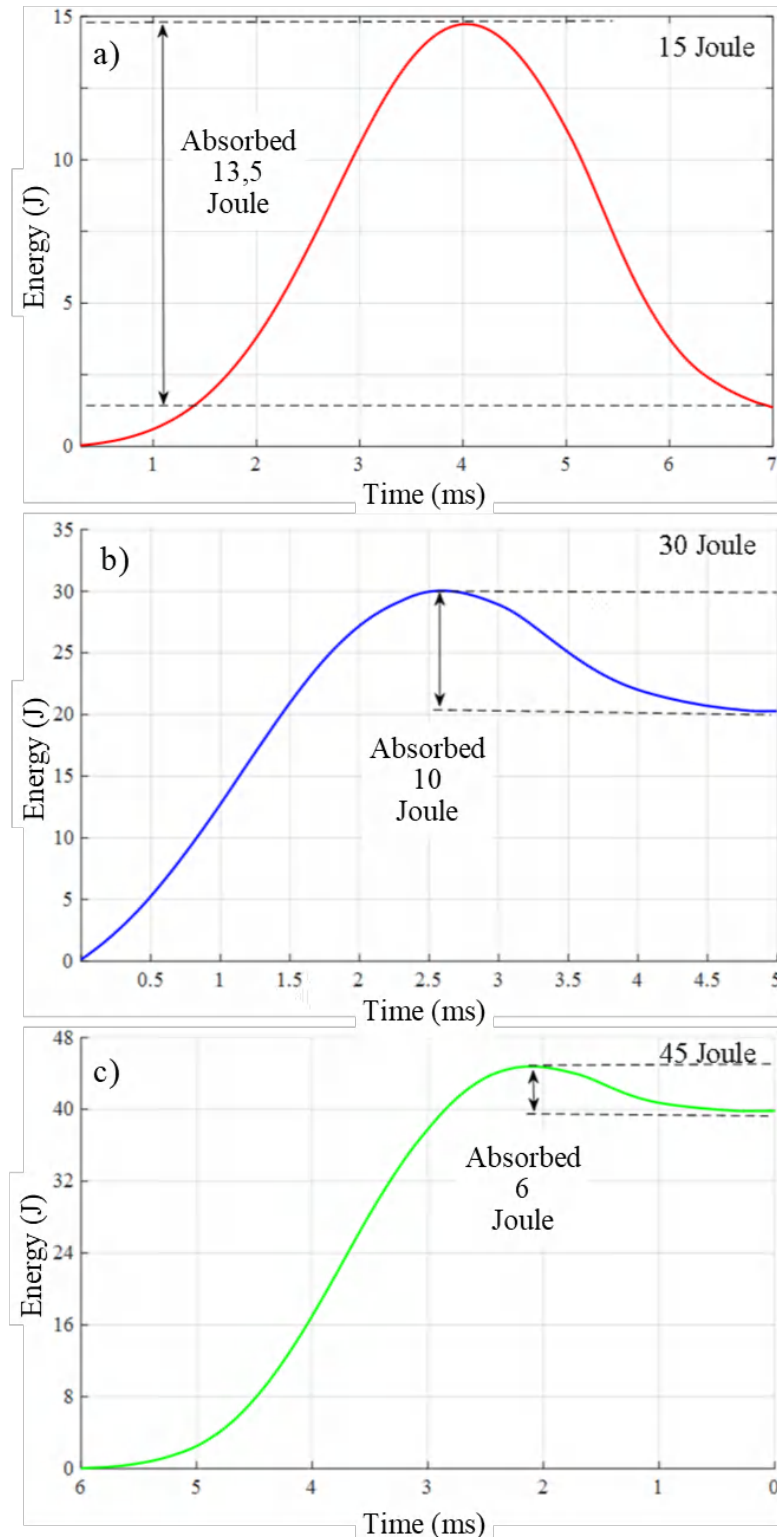 a)
15 Joule
Absorbed
13,5
Joule
Energy (J)
15
10
5
0
1 2 3 4 5 6 7
Time (ms)
b)
30 Joule
Absorbed
10
Joule
Energy (J)
35
30
25
20
15
10
5
0
0.5 1 1.5 2 2.5 3 3.5 4 4.5 5
Time (ms)
c)
45 Joule
Absorbed
6
Joule
Energy (J)
48
40
32
24
16
8
0
6 5 4 3 2 1 0
Time (ms)